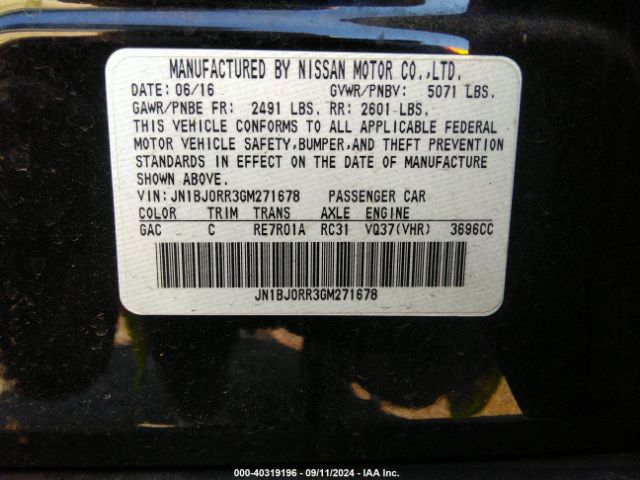 MANUFACTURED BY NISSAN MOTOR CO.,LTD.
DATE: 06/16 GVWR/PNBV: 5071 LBS.
GAWR/PNBE FR: 2491 LBS. RR: 2601 LBS.
THIS VEHICLE CONFORMS TO ALL APPLICABLE FEDERAL
MOTOR VEHICLE SAFETY,BUMPER,AND THEFT PREVENTION
STANDARDS IN EFFECT ON THE DATE OF MANUFACTURE
SHOWN ABOVE.
VIN: JN1BJ0RR3GM271678 PASSENGER CAR
COLOR TRIM TRANS AXLE ENGINE
GAC C RE7R01A RC31 VQ37(VHR) 3696CC
JN1BJ0RR3GM271678
000-40319196 - 09/11/2024 - IAA Inc.